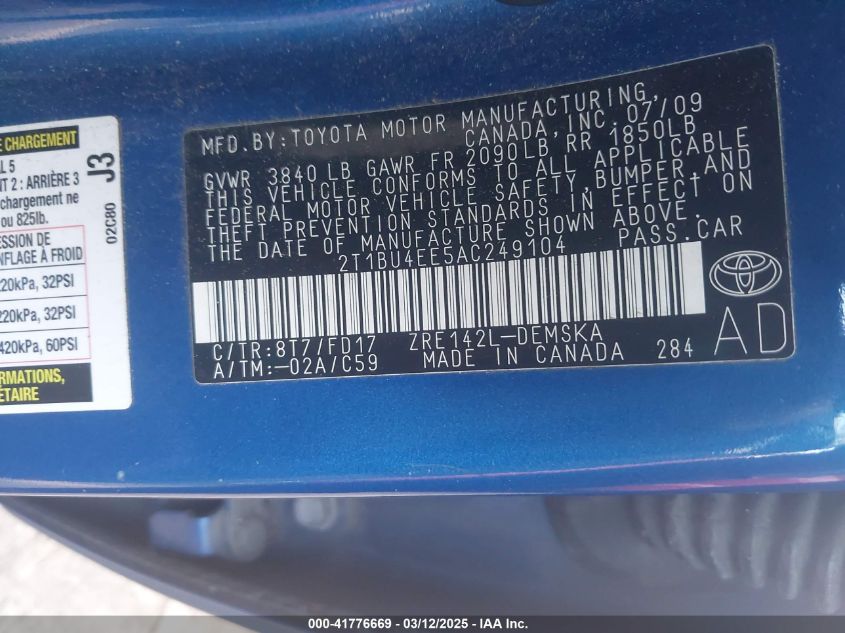 E CHARGEMENT
L 5
NT 2 : ARRIÈRE 3
chargement ne
ou 825lb.
J3
02C80
ESSION DE
NFLAGE À FROID
220kPa, 32PSI
220kPa, 32PSI
420kPa, 60PSI
RMATIONS,
ÉTAIRE
MFD.BY:TOYOTA MOTOR MANUFACTURING,
CANADA,INC. 07/09
GVWR 3840 LB GAWR FR 2090LB RR 1850LB
THIS VEHICLE CONFORMS TO ALL APPLICABLE
FEDERAL MOTOR VEHICLE SAFETY,BUMPER,AND
THEFT PREVENTION STANDARDS IN EFFECT ON
THE DATE OF MANUFACTURE SHOWN ABOVE.
2T1BU4EE5AC249104 PASS.CAR
C/TR:8T7/FD17 ZRE142L-DEMSKA
A/TM:-02A/C59 MADE IN CANADA 284
AD
000-41776669 - 03/12/2025 - IAA Inc.